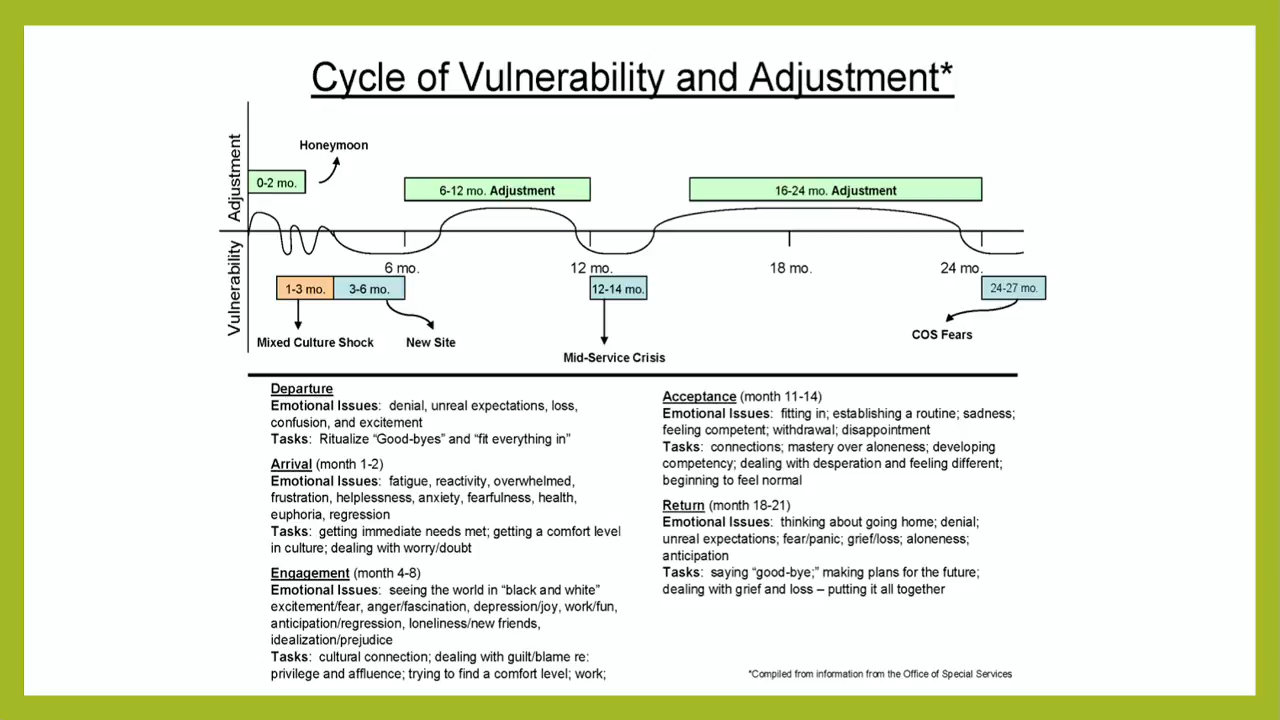 Cycle of Vulnerability and Adjustment*
Adjustment
Vulnerability
Honeymoon
0-2 mo.
6-12 mo. Adjustment
16-24 mo. Adjustment
6 mo.
12 mo.
18 mo.
24 mo.
1-3 mo.
3-6 mo.
12-14 mo.
24-27 mo.
Mixed Culture Shock
New Site
Mid-Service Crisis
COS Fears
Departure
Emotional Issues: denial, unreal expectations, loss,
confusion, and excitement
Tasks: Ritualize “Good-byes” and “fit everything in”
Arrival (month 1-2)
Emotional Issues: fatigue, reactivity, overwhelmed,
frustration, helplessness, anxiety, fearfulness, health,
euphoria, regression
Tasks: getting immediate needs met; getting a comfort level
in culture; dealing with worry/doubt
Engagement (month 4-8)
Emotional Issues: seeing the world in “black and white”
excitement/fear, anger/fascination, depression/joy, work/fun,
anticipation/regression, loneliness/new friends,
idealization/prejudice
Tasks: cultural connection; dealing with guilt/blame re:
privilege and affluence; trying to find a comfort level; work;
Acceptance (month 11-14)
Emotional Issues: fitting in; establishing a routine; sadness;
feeling competent; withdrawal; disappointment
Tasks: connections; mastery over aloneness; developing
competency; dealing with desperation and feeling different;
beginning to feel normal
Return (month 18-21)
Emotional Issues: thinking about going home; denial;
unreal expectations; fear/panic; grief/loss; aloneness;
anticipation
Tasks: saying “good-bye;” making plans for the future;
dealing with grief and loss – putting it all together
*Compiled from information from the Office of Special Services